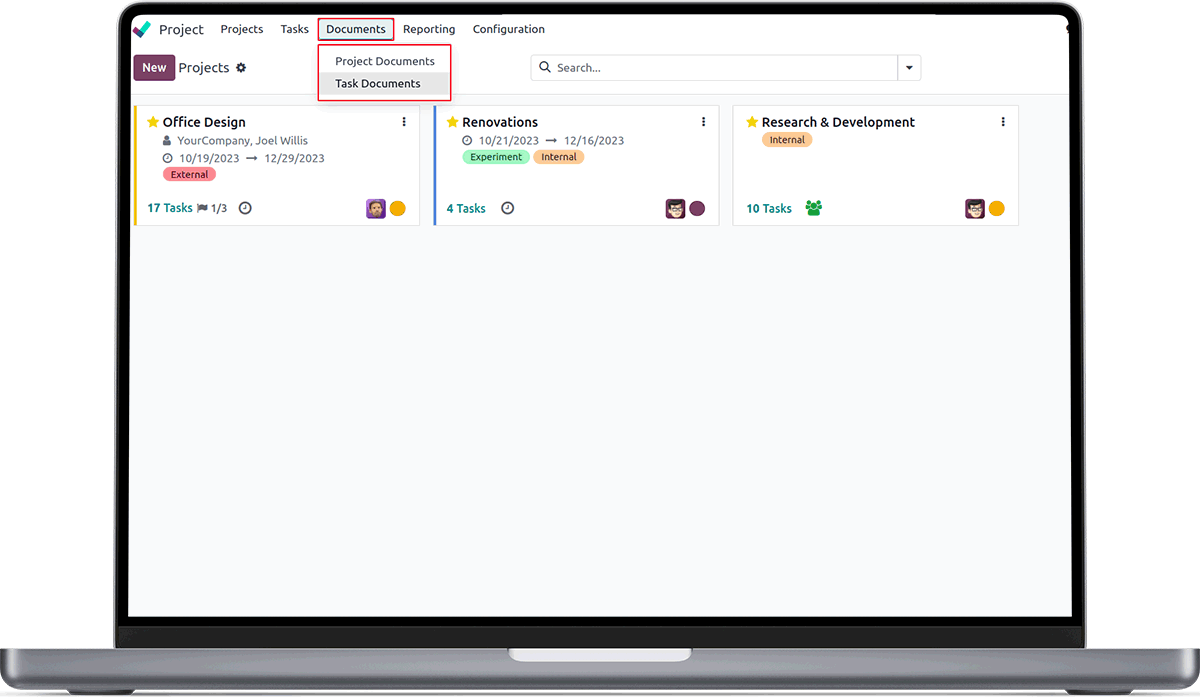 Project Projects Tasks Documents Reporting Configuration
New Projects
Project Documents
Task Documents
Search...
Office Design
YourCompany, Joel Willis
10/19/2023 → 12/29/2023
External
17 Tasks 1/3
Renovations
10/21/2023 → 12/16/2023
Experiment Internal
4 Tasks
Research & Development
Internal
10 Tasks